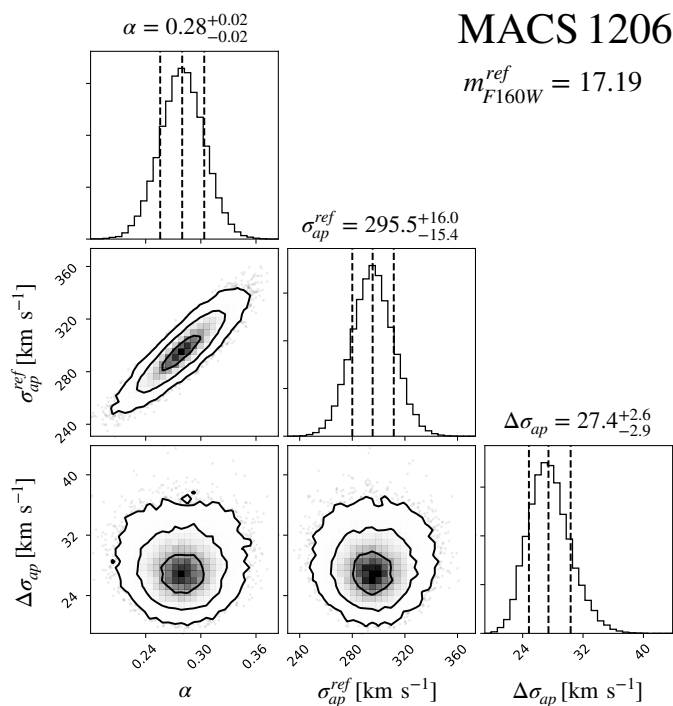 MACS 1206
α = 0.28^{+0.02}_{-0.02}
m^{ref}_{F160W} = 17.19
σ^{ref}_{ap} = 295.5^{+16.0}_{-15.4}
360
320
280
240
σ^{ref}_{ap} [km s⁻¹]
Δσ_{ap} = 27.4^{+2.6}_{-2.9}
40
32
24
Δσ_{ap} [km s⁻¹]
0.24 0.30 0.36
240 280 320 360
24 32 40
α
σ^{ref}_{ap} [km s⁻¹]
Δσ_{ap} [km s⁻¹]